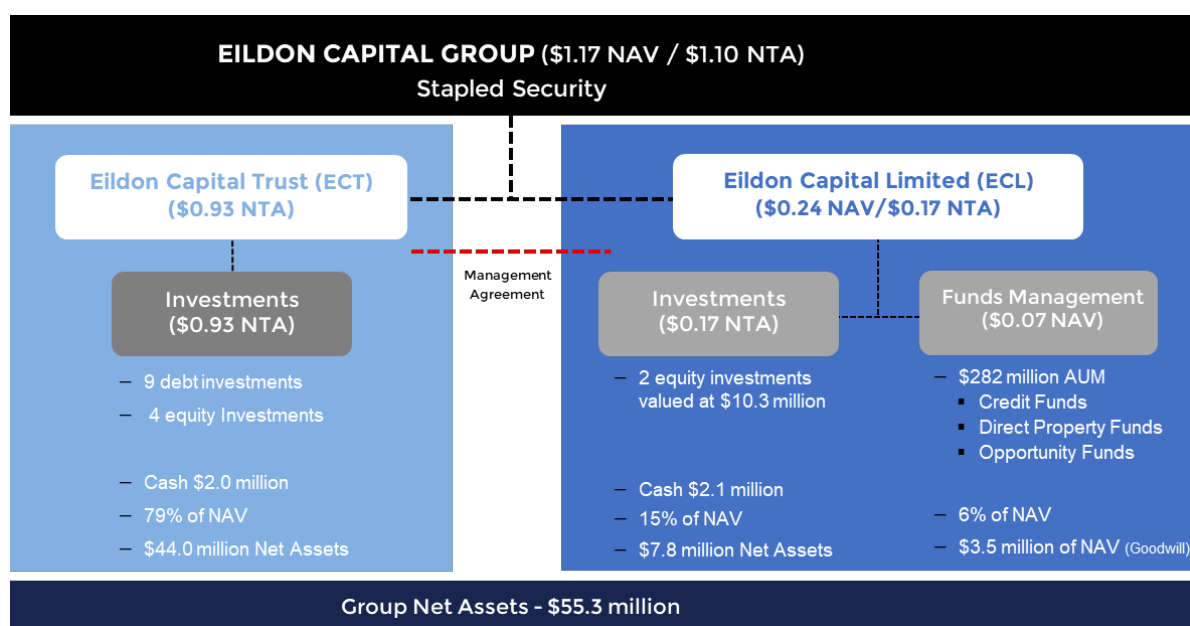 EILDON CAPITAL GROUP ($1.17 NAV / $1.10 NTA)
Stapled Security
Eildon Capital Trust (ECT)
($0.93 NTA)
Eildon Capital Limited (ECL)
($0.24 NAV/$0.17 NTA)
Management
Agreement
Investments
($0.93 NTA)
Investments
($0.17 NTA)
Funds Management
($0.07 NAV)
– 9 debt investments
– 4 equity Investments
– Cash $2.0 million
– 79% of NAV
– $44.0 million Net Assets
– 2 equity investments
valued at $10.3 million
– Cash $2.1 million
– 15% of NAV
– $7.8 million Net Assets
– $282 million AUM
▪ Credit Funds
▪ Direct Property Funds
▪ Opportunity Funds
– 6% of NAV
– $3.5 million of NAV (Goodwill)
Group Net Assets - $55.3 million